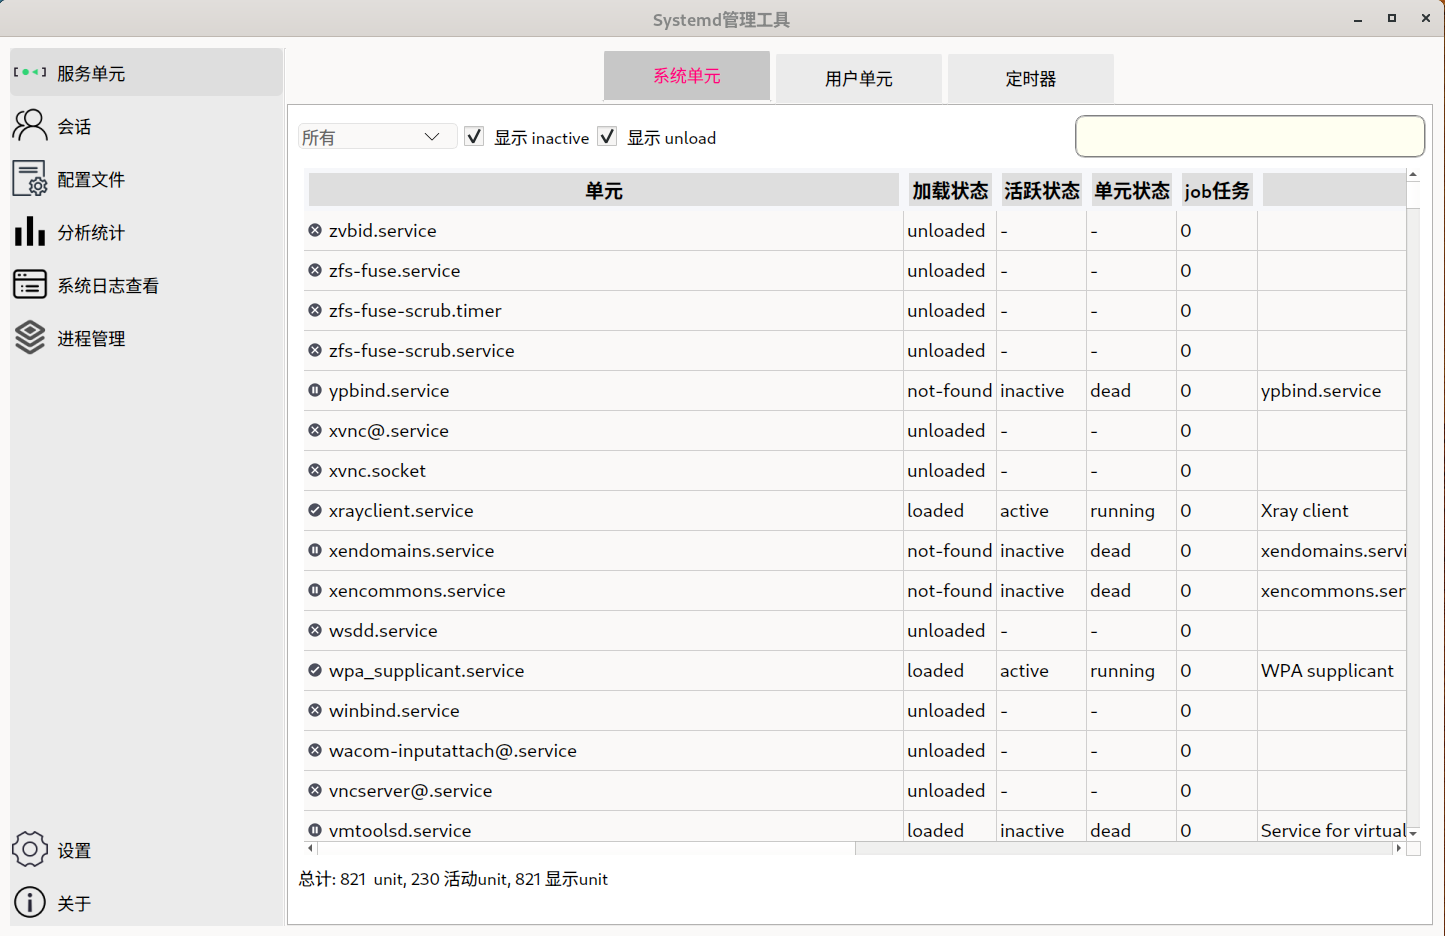 Systemd管理工具
服务单元
会话
配置文件
分析统计
系统日志查看
进程管理
设置
关于
系统单元 用户单元 定时器
所有 显示 inactive 显示 unload
单元 加载状态 活跃状态 单元状态 job任务
zvbid.service unloaded - - 0
zfs-fuse.service unloaded - - 0
zfs-fuse-scrub.timer unloaded - - 0
zfs-fuse-scrub.service unloaded - - 0
ypbind.service not-found inactive dead 0 ypbind.service
xvnc@.service unloaded - - 0
xvnc.socket unloaded - - 0
xrayclient.service loaded active running 0 Xray client
xendomains.service not-found inactive dead 0 xendomains.servi
xencommons.service not-found inactive dead 0 xencommons.ser
wsdd.service unloaded - - 0
wpa_supplicant.service loaded active running 0 WPA supplicant
winbind.service unloaded - - 0
wacom-inputattach@.service unloaded - - 0
vncserver@.service unloaded - - 0
vmtoolsd.service loaded inactive dead 0 Service for virtual
总计: 821 unit, 230 活动unit, 821 显示unit